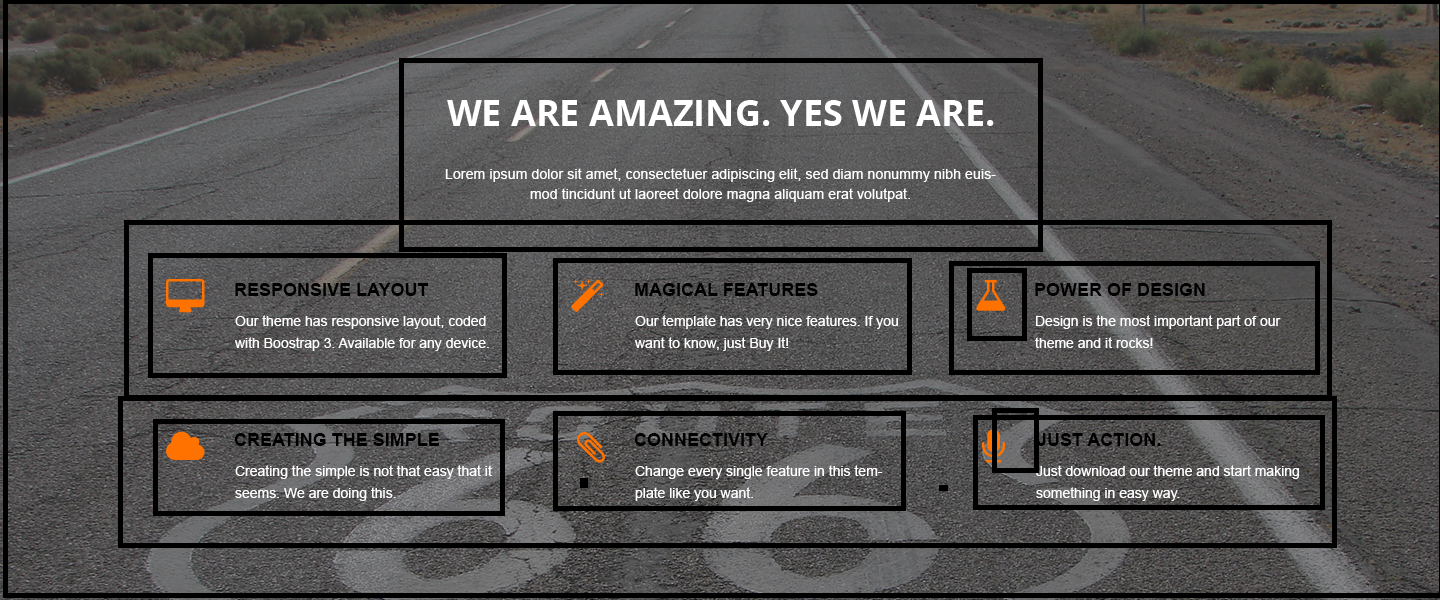 WE ARE AMAZING. YES WE ARE.
Lorem ipsum dolor sit amet, consectetuer adipiscing elit, sed diam nonummy nibh euis-
mod tincidunt ut laoreet dolore magna aliquam erat volutpat.
RESPONSIVE LAYOUT
Our theme has responsive layout, coded
with Boostrap 3. Available for any device.
MAGICAL FEATURES
Our template has very nice features. If you
want to know, just Buy It!
POWER OF DESIGN
Design is the most important part of our
theme and it rocks!
CREATING THE SIMPLE
Creating the simple is not that easy that it
seems. We are doing this.
CONNECTIVITY
Change every single feature in this tem-
plate like you want.
JUST ACTION.
Just download our theme and start making
something in easy way.
66